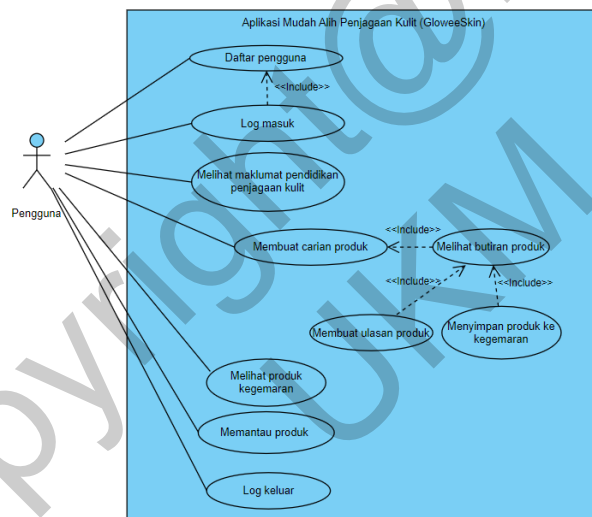 Aplikasi Mudah Alih Penjagaan Kulit (GloweeSkin)
Daftar pengguna
<<Include>>
Log masuk
Melihat maklumat pendidikan
penjagaan kulit
Pengguna
<<Include>>
Membuat carian produk
Melihat butiran produk
<<Include>>
<<Include>>
Membuat ulasan produk
Menyimpan produk ke
kegemaran
Melihat produk
kegemaran
Memantau produk
Log keluar
pyright@
UKM